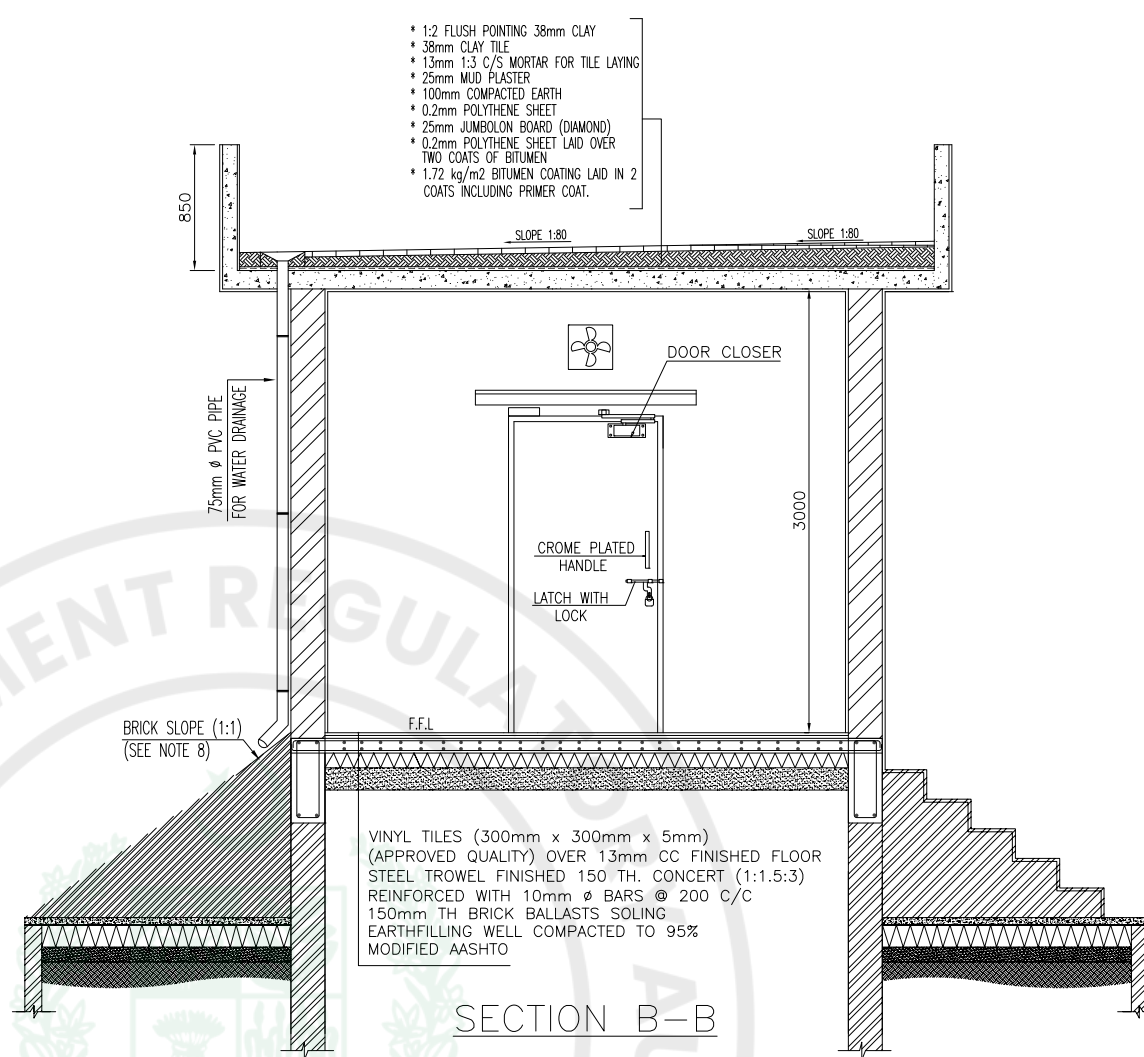 * 1:2 FLUSH POINTING 38mm CLAY
* 38mm CLAY TILE
* 13mm 1:3 C/S MORTAR FOR TILE LAYING
* 25mm MUD PLASTER
* 100mm COMPACTED EARTH
* 0.2mm POLYTHENE SHEET
* 25mm JUMBOLON BOARD (DIAMOND)
* 0.2mm POLYTHENE SHEET LAID OVER
TWO COATS OF BITUMEN
* 1.72 kg/m2 BITUMEN COATING LAID IN 2
COATS INCLUDING PRIMER COAT.
850
SLOPE 1:80
SLOPE 1:80
DOOR CLOSER
75mm ø PVC PIPE
FOR WATER DRAINAGE
3000
CROME PLATED
HANDLE
LATCH WITH
LOCK
BRICK SLOPE (1:1)
(SEE NOTE 8)
F.F.L
VINYL TILES (300mm x 300mm x 5mm)
(APPROVED QUALITY) OVER 13mm CC FINISHED FLOOR
STEEL TROWEL FINISHED 150 TH. CONCERT (1:1.5:3)
REINFORCED WITH 10mm ø BARS @ 200 C/C
150mm TH BRICK BALLASTS SOLING
EARTHFILLING WELL COMPACTED TO 95%
MODIFIED AASHTO
SECTION B-B